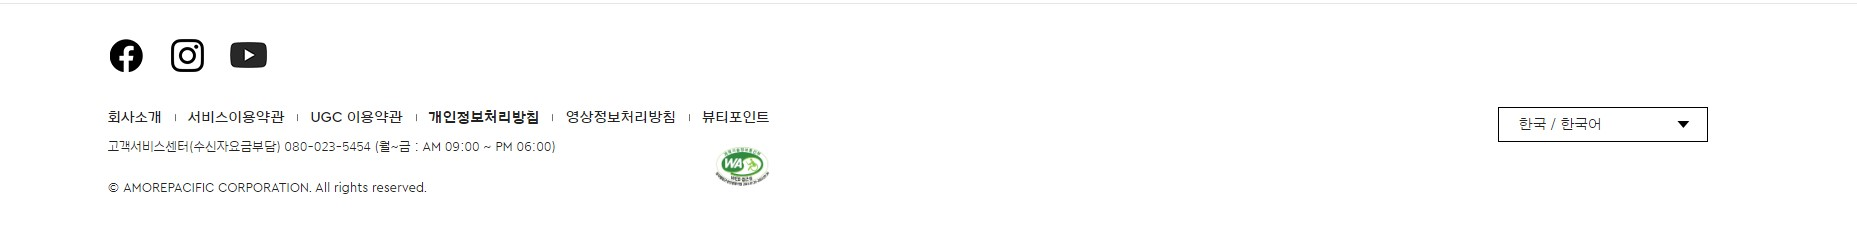 회사소개 | 서비스이용약관 | UGC 이용약관 | 개인정보처리방침 | 영상정보처리방침 | 뷰티포인트
한국 / 한국어
고객서비스센터(수신자요금부담) 080-023-5454 (월~금 : AM 09:00 ~ PM 06:00)
WA
© AMOREPACIFIC CORPORATION. All rights reserved.